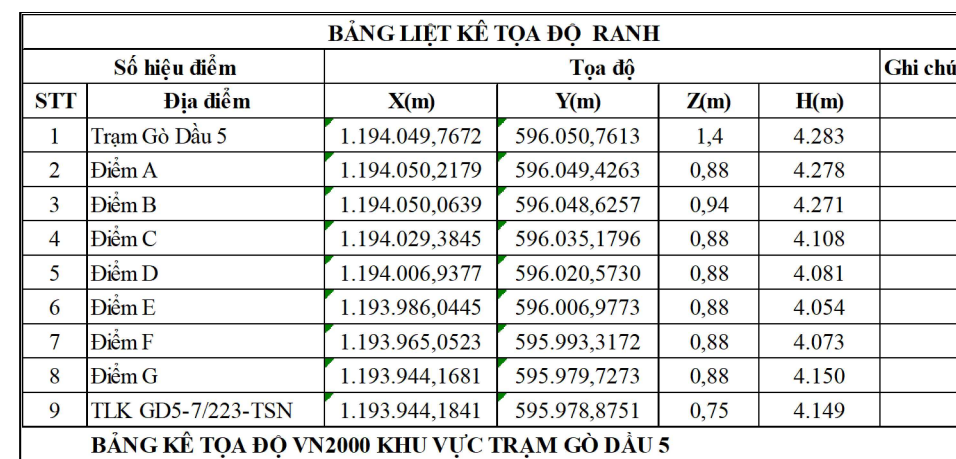 BẢNG LIỆT KÊ TỌA ĐỘ RANH
Số hiệu điểm Tọa độ Ghi chú
STT Địa điểm X(m) Y(m) Z(m) H(m)
1 Trạm Gò Dầu 5 1.194.049,7672 596.050,7613 1,4 4.283
2 Điểm A 1.194.050,2179 596.049,4263 0,88 4.278
3 Điểm B 1.194.050,0639 596.048,6257 0,94 4.271
4 Điểm C 1.194.029,3845 596.035,1796 0,88 4.108
5 Điểm D 1.194.006,9377 596.020,5730 0,88 4.081
6 Điểm E 1.193.986,0445 596.006,9773 0,88 4.054
7 Điểm F 1.193.965,0523 595.993,3172 0,88 4.073
8 Điểm G 1.193.944,1681 595.979,7273 0,88 4.150
9 TLK GD5-7/223-TSN 1.193.944,1841 595.978,8751 0,75 4.149
BẢNG KÊ TỌA ĐỘ VN2000 KHU VỰC TRẠM GÒ DẦU 5